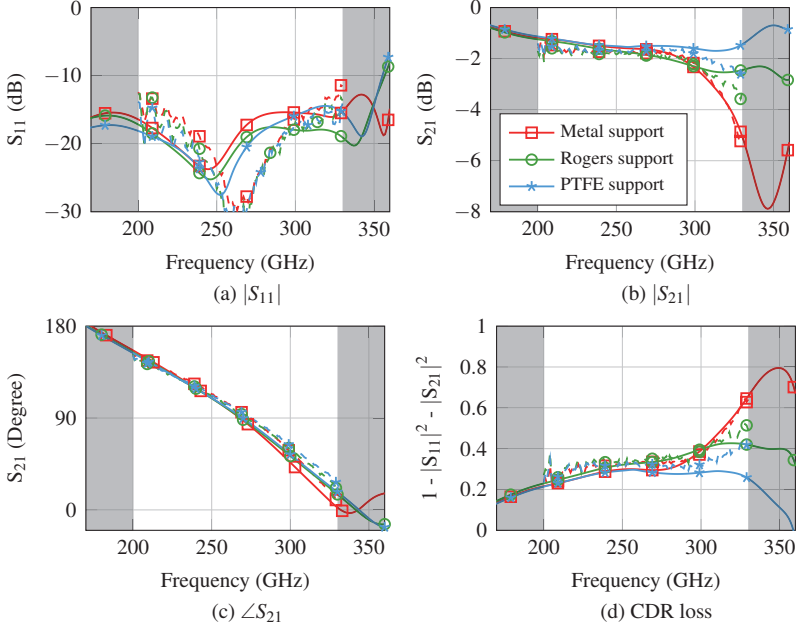 0
−10
−20
−30
S11 (dB)
200 250 300 350
Frequency (GHz)
(a) |S11|
0
−2
−4
−6
−8
S21 (dB)
Metal support
Rogers support
PTFE support
200 250 300 350
Frequency (GHz)
(b) |S21|
180
90
0
S21 (Degree)
200 250 300 350
Frequency (GHz)
(c) ∠S21
1
0.8
0.6
0.4
0.2
0
1 - |S11|² - |S21|²
200 250 300 350
Frequency (GHz)
(d) CDR loss